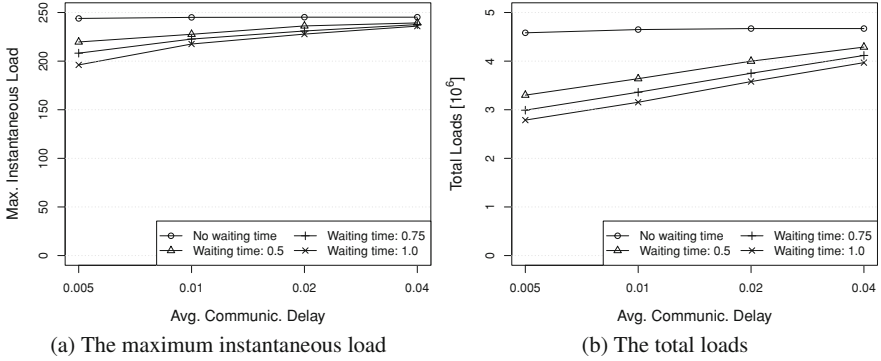 Max. Instantaneous Load
250
200
150
100
50
0
No waiting time
Waiting time: 0.5
Waiting time: 0.75
Waiting time: 1.0
0.005
0.01
0.02
0.04
Avg. Communic. Delay
(a) The maximum instantaneous load
Total Loads [10^6]
5
4
3
2
1
0
No waiting time
Waiting time: 0.5
Waiting time: 0.75
Waiting time: 1.0
0.005
0.01
0.02
0.04
Avg. Communic. Delay
(b) The total loads